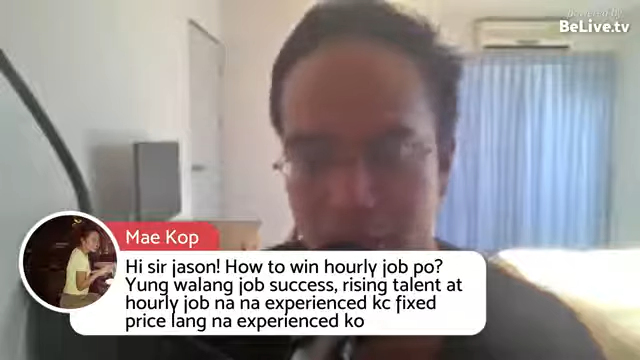 powered by
BeLive.tv
Mae Kop
Hi sir jason! How to win hourly job po?
Yung walang job success, rising talent at
hourly job na na experienced kc fixed
price lang na experienced ko